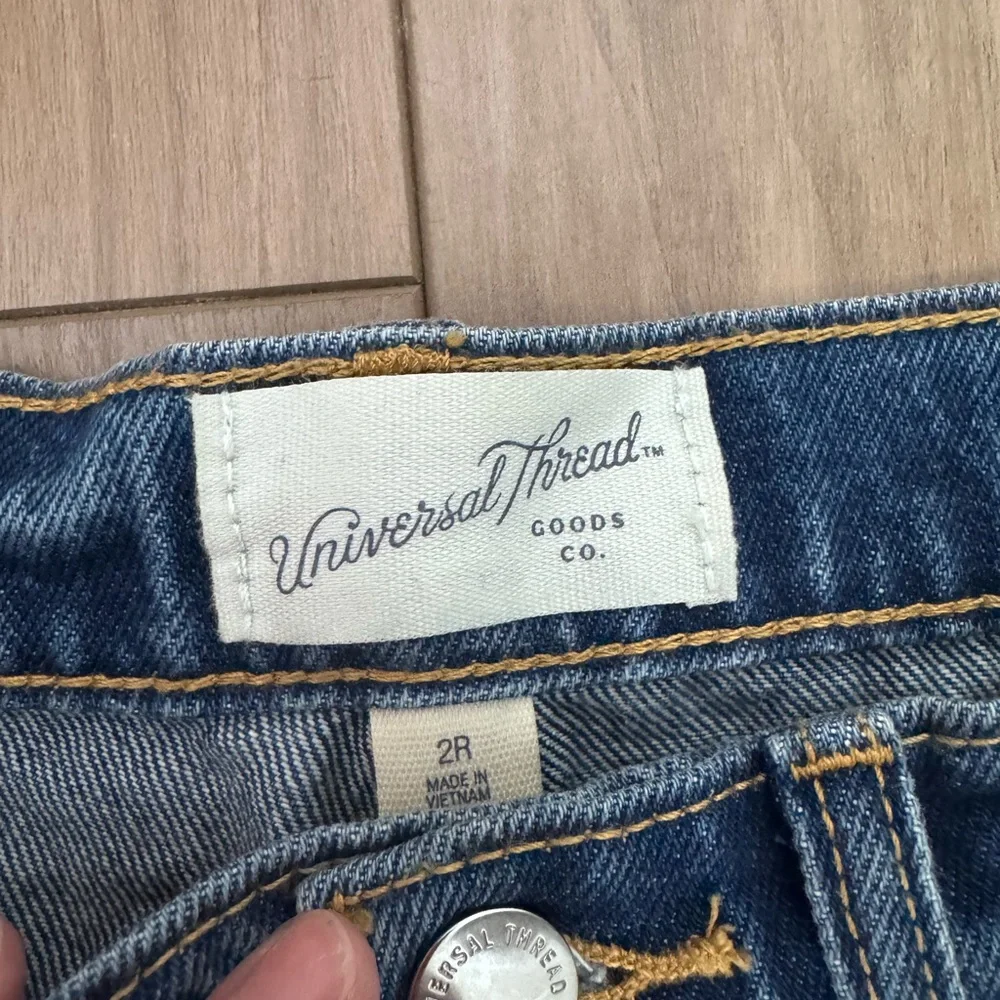 Universal Thread™
GOODS
CO.
2R
MADE IN
VIETNAM
ERSAL THREAD